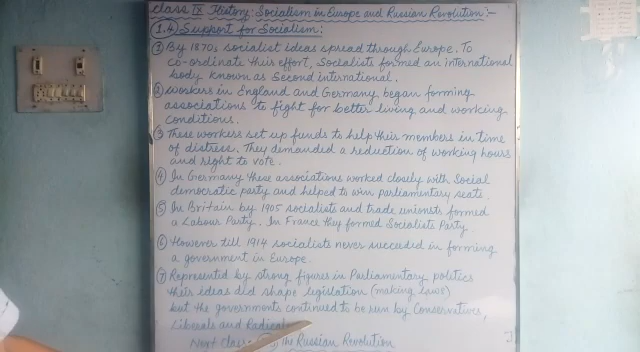 Class IX History: Socialism in Europe and Russian Revolution:-
1.4 Support for Socialism:
① By 1870s socialist ideas spread through Europe. To
co-ordinate their effort, Socialists formed an international
body known as Second international.
② Workers in England and Germany began forming
associations to fight for better living and working
conditions.
③ These workers set up funds to help their members in time
of distress. They demanded a reduction of working hours
and right to vote.
④ In Germany these associations worked closely with Social
democratic party and helped to win parliamentary seats.
⑤ In Britain by 1905 socialists and trade unionists formed
a Labour Party. In France they formed Socialists Party.
⑥ However till 1914 socialists never succeeded in forming
a government in Europe.
⑦ Represented by strong figures in Parliamentary politics
their ideas did shape legislation (making laws)
but the governments continued to be run by Conservatives,
Liberals and Radicals
Next Class:- The Russian Revolution